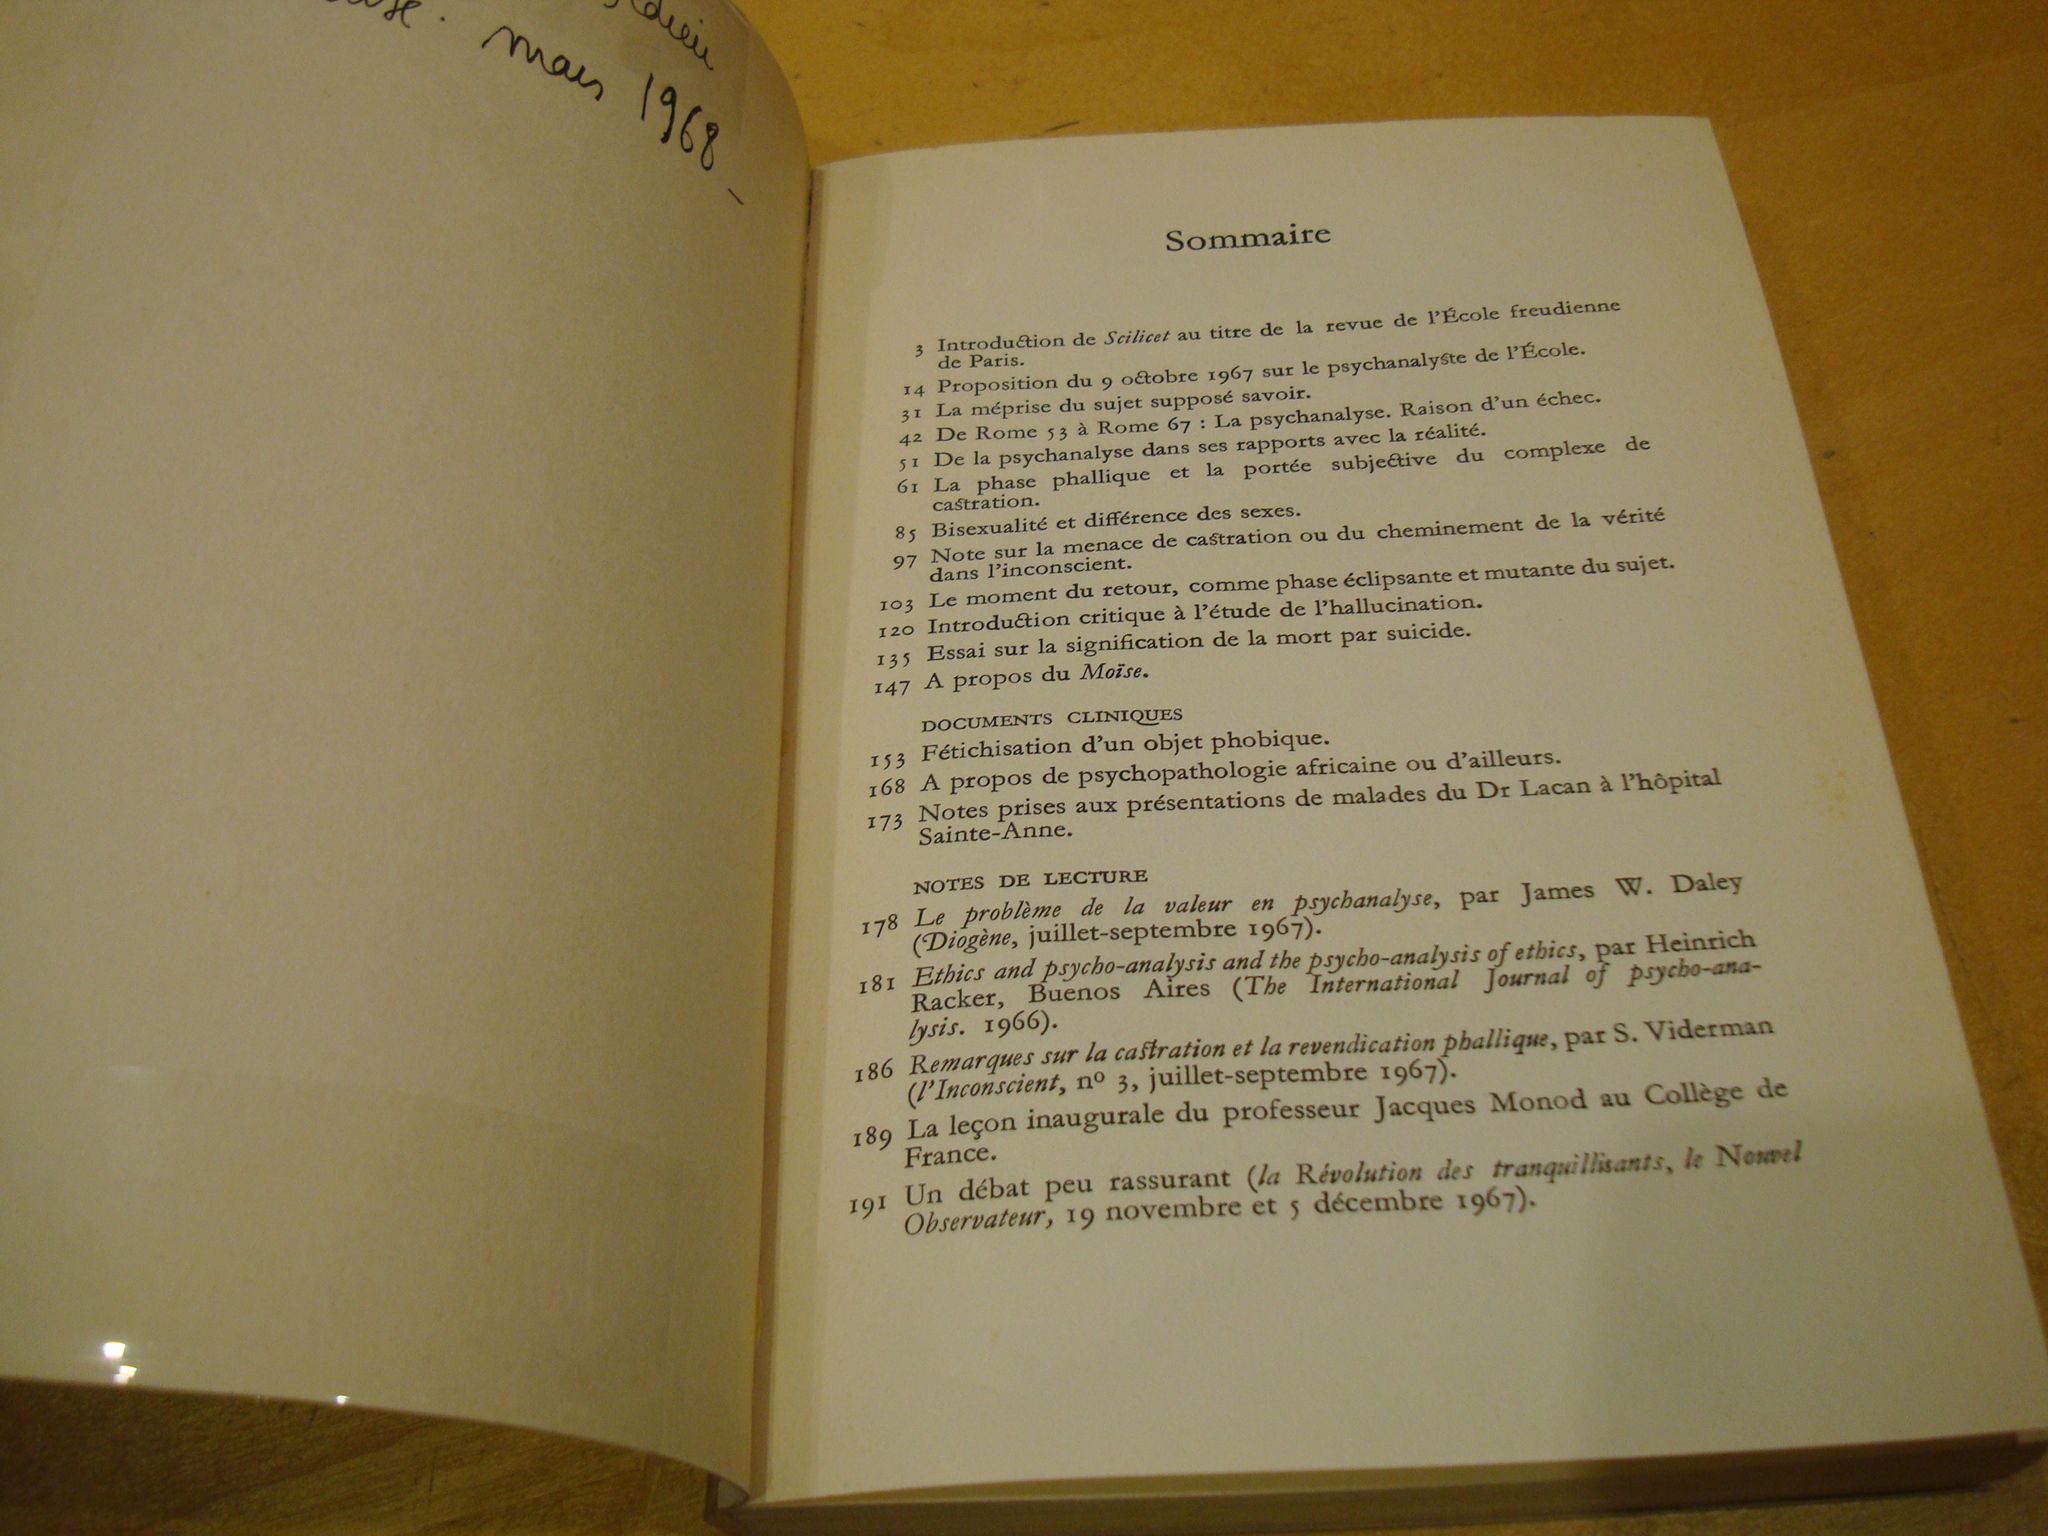 mars 1968 -
Sommaire
3 Introduction de Scilicet au titre de la revue de l'École freudienne
de Paris.
14 Proposition du 9 octobre 1967 sur le psychanalyste de l'École.
31 La méprise du sujet supposé savoir.
42 De Rome 53 à Rome 67 : La psychanalyse. Raison d'un échec.
51 De la psychanalyse dans ses rapports avec la réalité.
61 La phase phallique et la portée subjective du complexe de
castration.
85 Bisexualité et différence des sexes.
97 Note sur la menace de castration ou du cheminement de la vérité
dans l'inconscient.
103 Le moment du retour, comme phase éclipsante et mutante du sujet.
120 Introduction critique à l'étude de l'hallucination.
135 Essai sur la signification de la mort par suicide.
147 A propos du Moïse.
DOCUMENTS CLINIQUES
153 Fétichisation d'un objet phobique.
168 A propos de psychopathologie africaine ou d'ailleurs.
173 Notes prises aux présentations de malades du Dr Lacan à l'hôpital
Sainte-Anne.
NOTES DE LECTURE
178 Le problème de la valeur en psychanalyse, par James W. Daley
(Diogène, juillet-septembre 1967).
181 Ethics and psycho-analysis and the psycho-analysis of ethics, par Heinrich
Racker, Buenos Aires (The International Journal of psycho-ana-
lysis. 1966).
186 Remarques sur la castration et la revendication phallique, par S. Viderman
(l'Inconscient, nº 3, juillet-septembre 1967).
189 La leçon inaugurale du professeur Jacques Monod au Collège de
France.
191 Un débat peu rassurant (la Révolution des tranquillisants, le Nouvel
Observateur, 19 novembre et 5 décembre 1967).